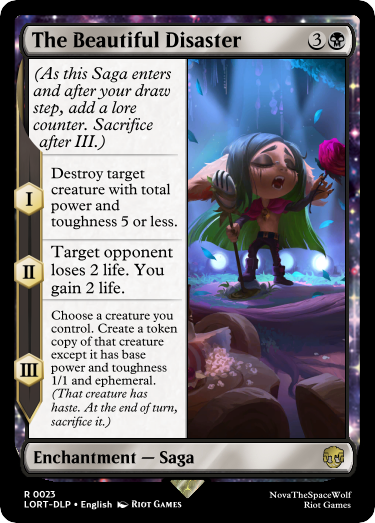 The Beautiful Disaster 3
(As this Saga enters
and after your draw
step, add a lore
counter. Sacrifice
after III.)
I
Destroy target
creature with total
power and
toughness 5 or less.
II
Target opponent
loses 2 life. You
gain 2 life.
III
Choose a creature you
control. Create a token
copy of that creature
except it has base
power and toughness
1/1 and ephemeral.
(That creature has
haste. At the end of turn,
sacrifice it.)
Enchantment — Saga
R 0023
LORT-DLP • English Riot Games
NovaTheSpaceWolf
Riot Games